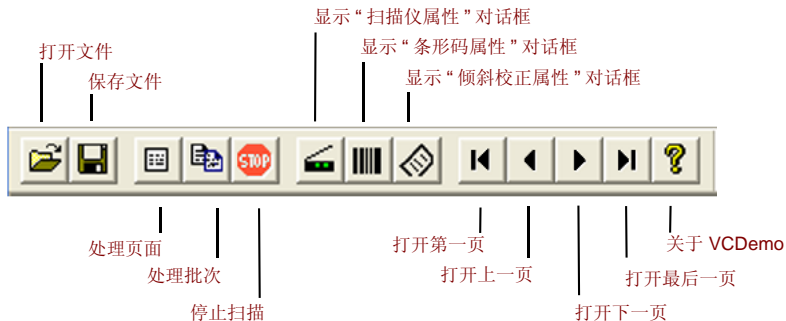 显示 “ 扫描仪属性 ” 对话框
显示 “ 条形码属性 ” 对话框
打开文件
显示 “ 倾斜校正属性 ” 对话框
保存文件
STOP
处理页面
打开第一页
关于 VCDemo
处理批次
打开上一页
打开最后一页
停止扫描
打开下一页